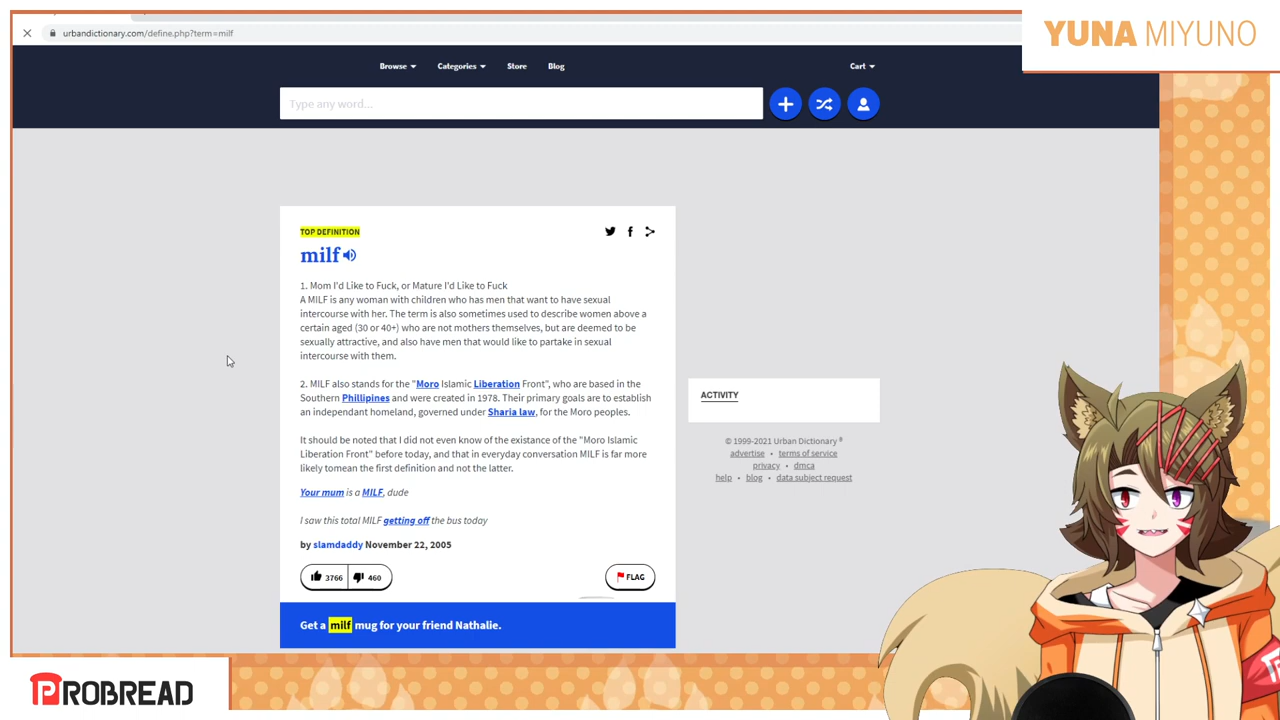 urbandictionary.com/define.php?term=milf
YUNA MIYUNO
Browse Categories Store Blog Cart
Type any word...
TOP DEFINITION
milf
1. Mom I'd Like to Fuck, or Mature I'd Like to Fuck
A MILF is any woman with children who has men that want to have sexual
intercourse with her. The term is also sometimes used to describe women above a
certain aged (30 or 40+) who are not mothers themselves, but are deemed to be
sexually attractive, and also have men that would like to partake in sexual
intercourse with them.
2. MILF also stands for the "Moro Islamic Liberation Front", who are based in the
Southern Phillipines and were created in 1978. Their primary goals are to establish
an independant homeland, governed under Sharia law, for the Moro peoples.
It should be noted that I did not even know of the existance of the "Moro Islamic
Liberation Front" before today, and that in everyday conversation MILF is far more
likely tomean the first definition and not the latter.
Your mum is a MILF, dude
I saw this total MILF getting off the bus today
by slamdaddy November 22, 2005
3766 460 FLAG
Get a milf mug for your friend Nathalie.
ACTIVITY
© 1999-2021 Urban Dictionary ®
advertise • terms of service
privacy • dmca
help • blog • data subject request
PROBREAD